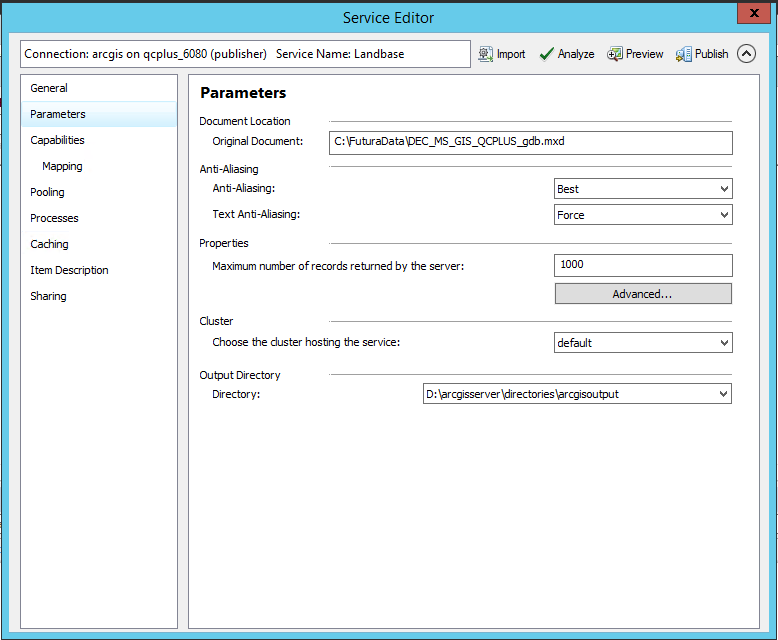 Service Editor
x
Connection: arcgis on qcplus_6080 (publisher) Service Name: Landbase
Import
Analyze
Preview
Publish
General
Parameters
Capabilities
Mapping
Pooling
Processes
Caching
Item Description
Sharing
Parameters
Document Location
Original Document: C:\FuturaData\DEC_MS_GIS_QCPLUS_gdb.mxd
Anti-Aliasing
Anti-Aliasing: Best
Text Anti-Aliasing: Force
Properties
Maximum number of records returned by the server: 1000
Advanced...
Cluster
Choose the cluster hosting the service: default
Output Directory
Directory: D:\arcgisserver\directories\arcgisoutput